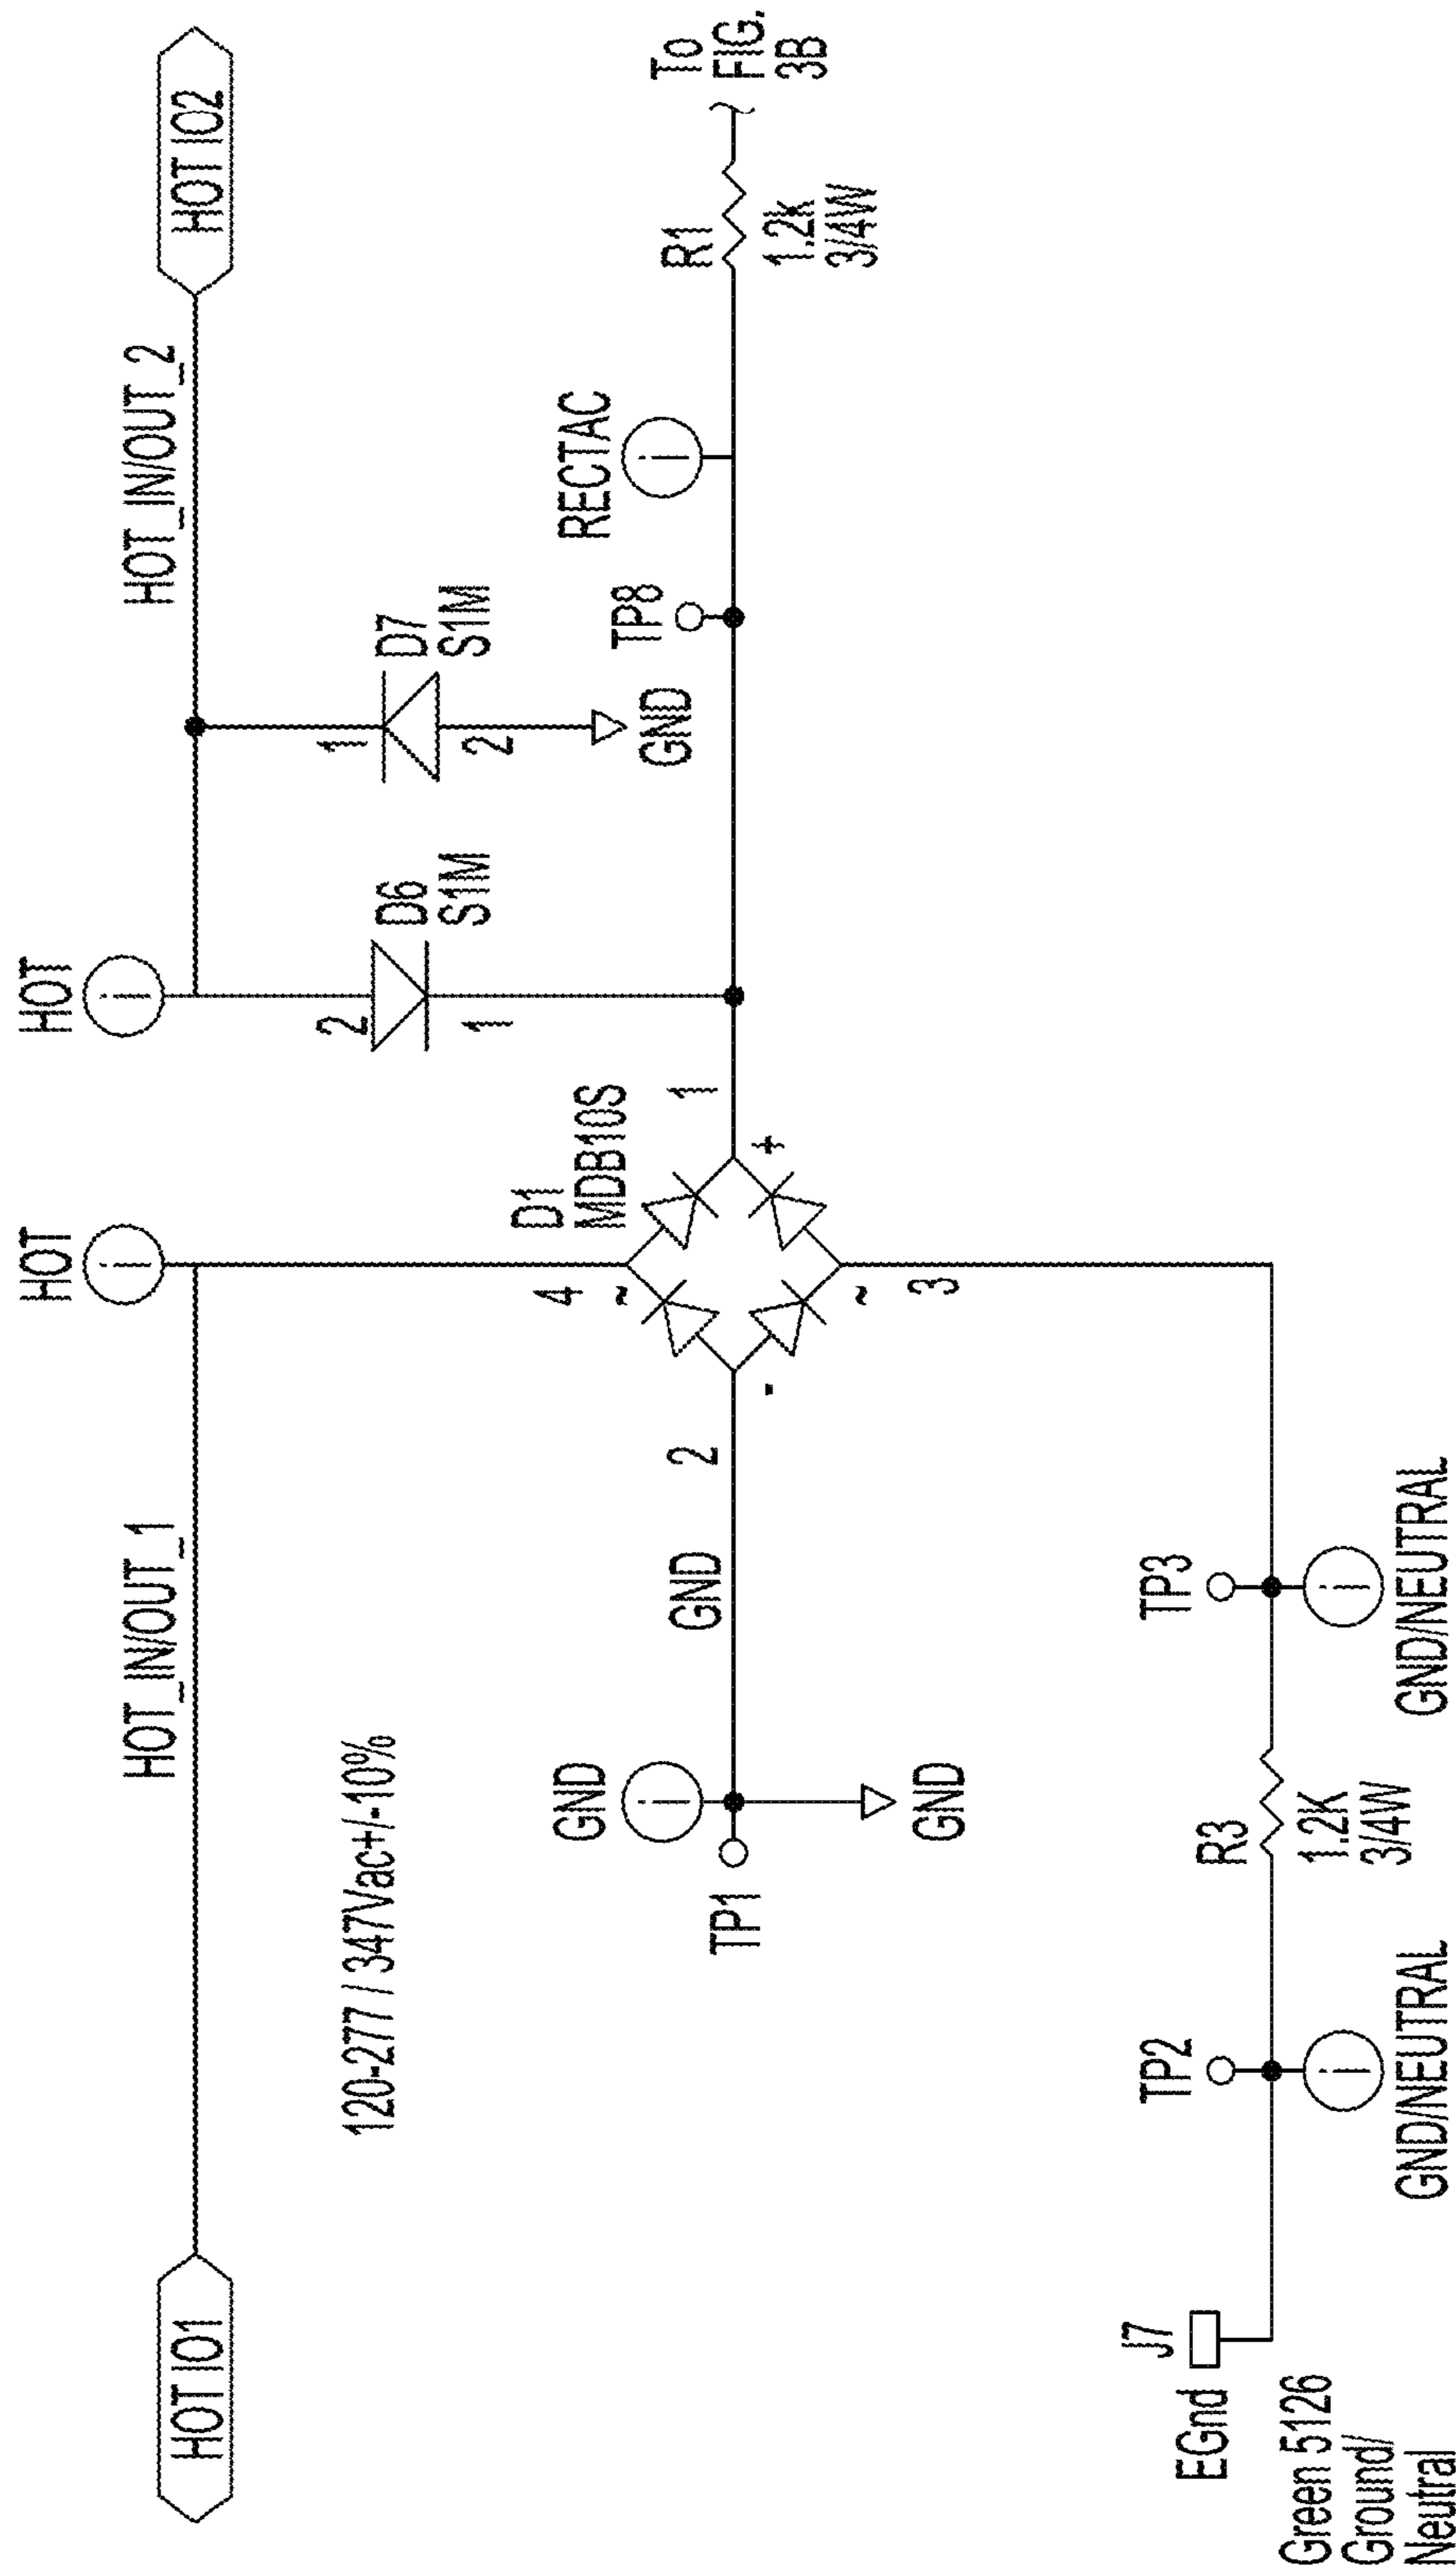 HOT IO1
HOT_IN/OUT_1
HOT
HOT
HOT_IN/OUT_2
HOT IO2
120-277 / 347Vac+/-10%
2
D6
S1M
1
1
D7
S1M
2
GND
D1
MDB10S
4
~
1
+
~
3
-
2
GND
GND
TP1
GND
TP8
RECTAC
R1
1.2k
3/4W
To
FIG.
3B
J7
EGnd
Green 5126
Ground/
Neutral
TP2
GND/NEUTRAL
R3
1.2K
3/4W
TP3
GND/NEUTRAL
i
i
i
i
i
i